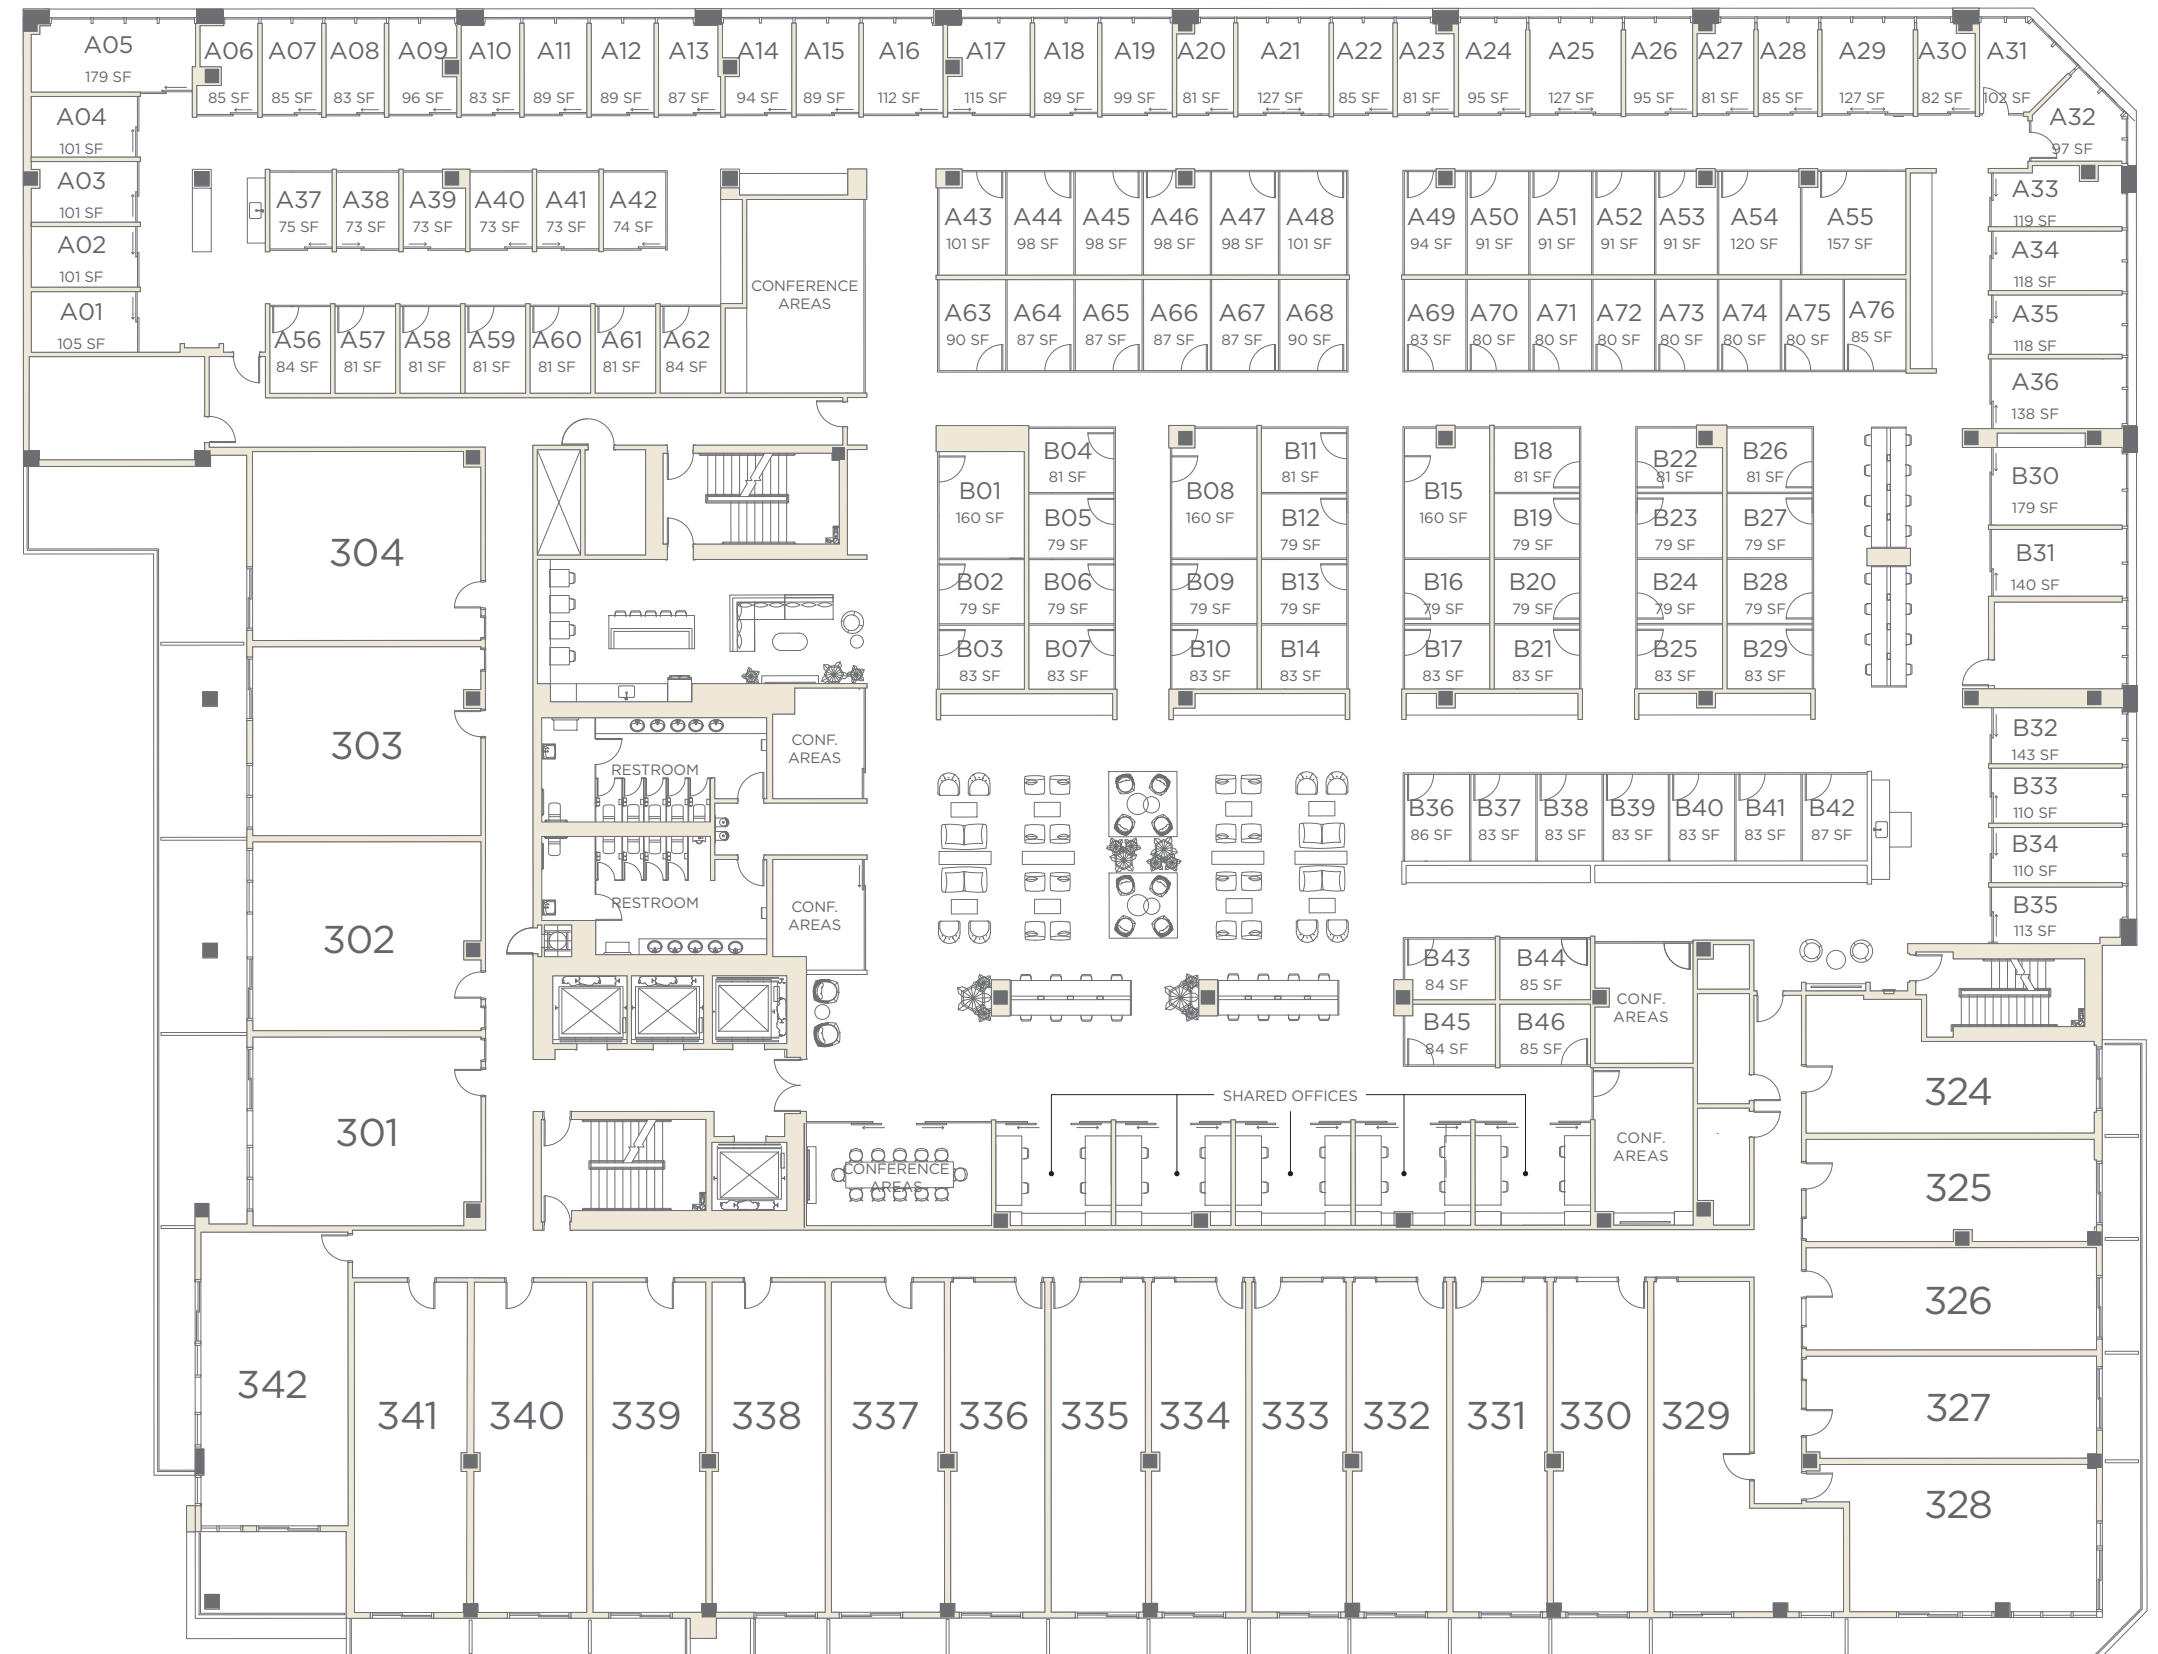 A05
179 SF
A06
85 SF
A07
85 SF
A08
83 SF
A09
96 SF
A10
83 SF
A11
89 SF
A12
89 SF
A13
87 SF
A14
94 SF
A15
89 SF
A16
112 SF
A17
115 SF
A18
89 SF
A19
99 SF
A20
81 SF
A21
127 SF
A22
85 SF
A23
81 SF
A24
95 SF
A25
127 SF
A26
95 SF
A27
81 SF
A28
85 SF
A29
127 SF
A30
82 SF
A31
102 SF
A32
97 SF
A04
101 SF
A03
101 SF
A02
101 SF
A01
105 SF
A37
75 SF
A38
73 SF
A39
73 SF
A40
73 SF
A41
73 SF
A42
74 SF
CONFERENCE
AREAS
A43
101 SF
A44
98 SF
A45
98 SF
A46
98 SF
A47
98 SF
A48
101 SF
A49
94 SF
A50
91 SF
A51
91 SF
A52
91 SF
A53
91 SF
A54
120 SF
A55
157 SF
A33
119 SF
A34
118 SF
A35
118 SF
A36
138 SF
A56
84 SF
A57
81 SF
A58
81 SF
A59
81 SF
A60
81 SF
A61
81 SF
A62
84 SF
A63
90 SF
A64
87 SF
A65
87 SF
A66
87 SF
A67
87 SF
A68
90 SF
A69
83 SF
A70
80 SF
A71
80 SF
A72
80 SF
A73
80 SF
A74
80 SF
A75
80 SF
A76
85 SF
B01
160 SF
B02
79 SF
B03
83 SF
B04
81 SF
B05
79 SF
B06
79 SF
B07
83 SF
B08
160 SF
B09
79 SF
B10
83 SF
B11
81 SF
B12
79 SF
B13
79 SF
B14
83 SF
B15
160 SF
B16
79 SF
B17
83 SF
B18
81 SF
B19
79 SF
B20
79 SF
B21
83 SF
B22
81 SF
B23
79 SF
B24
79 SF
B25
83 SF
B26
81 SF
B27
79 SF
B28
79 SF
B29
83 SF
B30
179 SF
B31
140 SF
B32
143 SF
B33
110 SF
B34
110 SF
B35
113 SF
304
303
302
301
RESTROOM
RESTROOM
CONF.
AREAS
CONF.
AREAS
B36
86 SF
B37
83 SF
B38
83 SF
B39
83 SF
B40
83 SF
B41
83 SF
B42
87 SF
B43
84 SF
B44
85 SF
B45
84 SF
B46
85 SF
CONF.
AREAS
CONF.
AREAS
SHARED OFFICES
CONFERENCE
AREAS
324
325
326
327
328
342
341
340
339
338
337
336
335
334
333
332
331
330
329